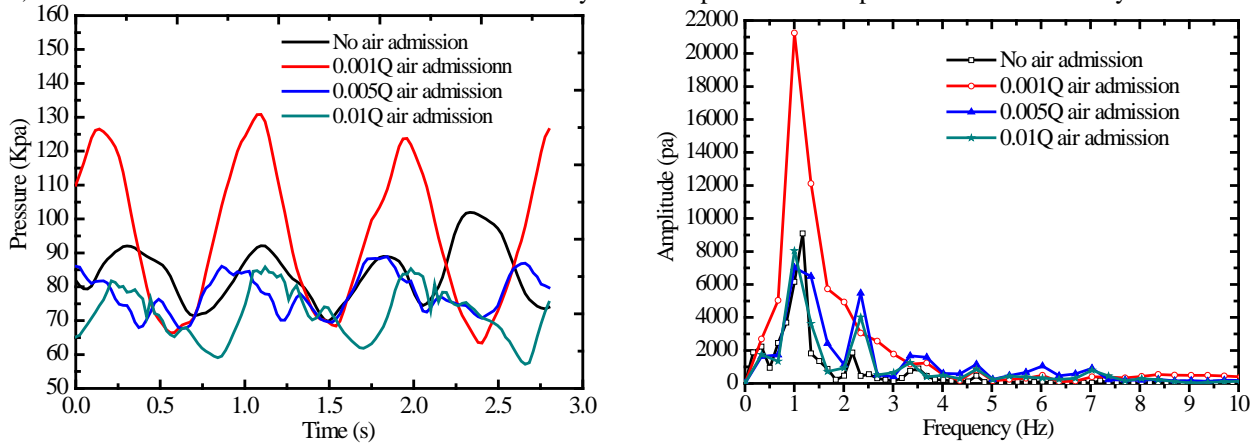 160
150
140
130
120
110
100
90
80
70
60
50
Pressure (Kpa)
No air admission
0.001Q air admissionn
0.005Q air admission
0.01Q air admission
0.0 0.5 1.0 1.5 2.0 2.5 3.0
Time (s)
22000
20000
18000
16000
14000
12000
10000
8000
6000
4000
2000
0
Amplitude (pa)
No air admission
0.001Q air admission
0.005Q air admission
0.01Q air admission
0 1 2 3 4 5 6 7 8 9 10
Frequency (Hz)